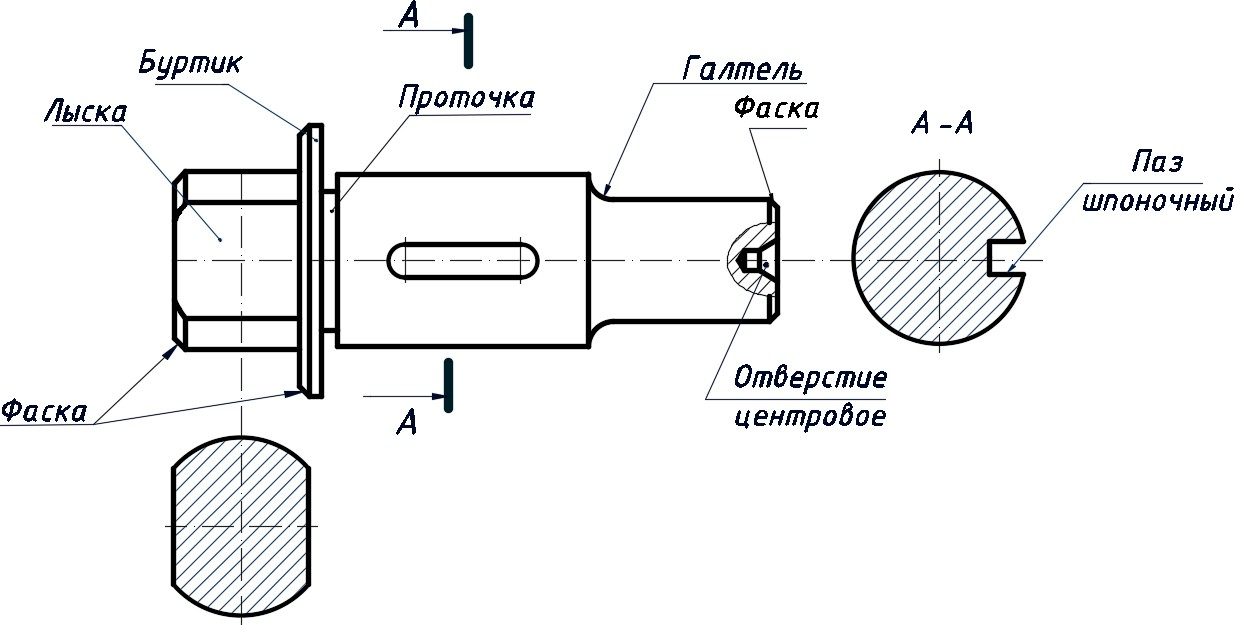 А
Буртик
Галтель
Лыска
Проточка
Фаска
А – А
Паз
шпоночный
Отверстие
центровое
Фаска
А